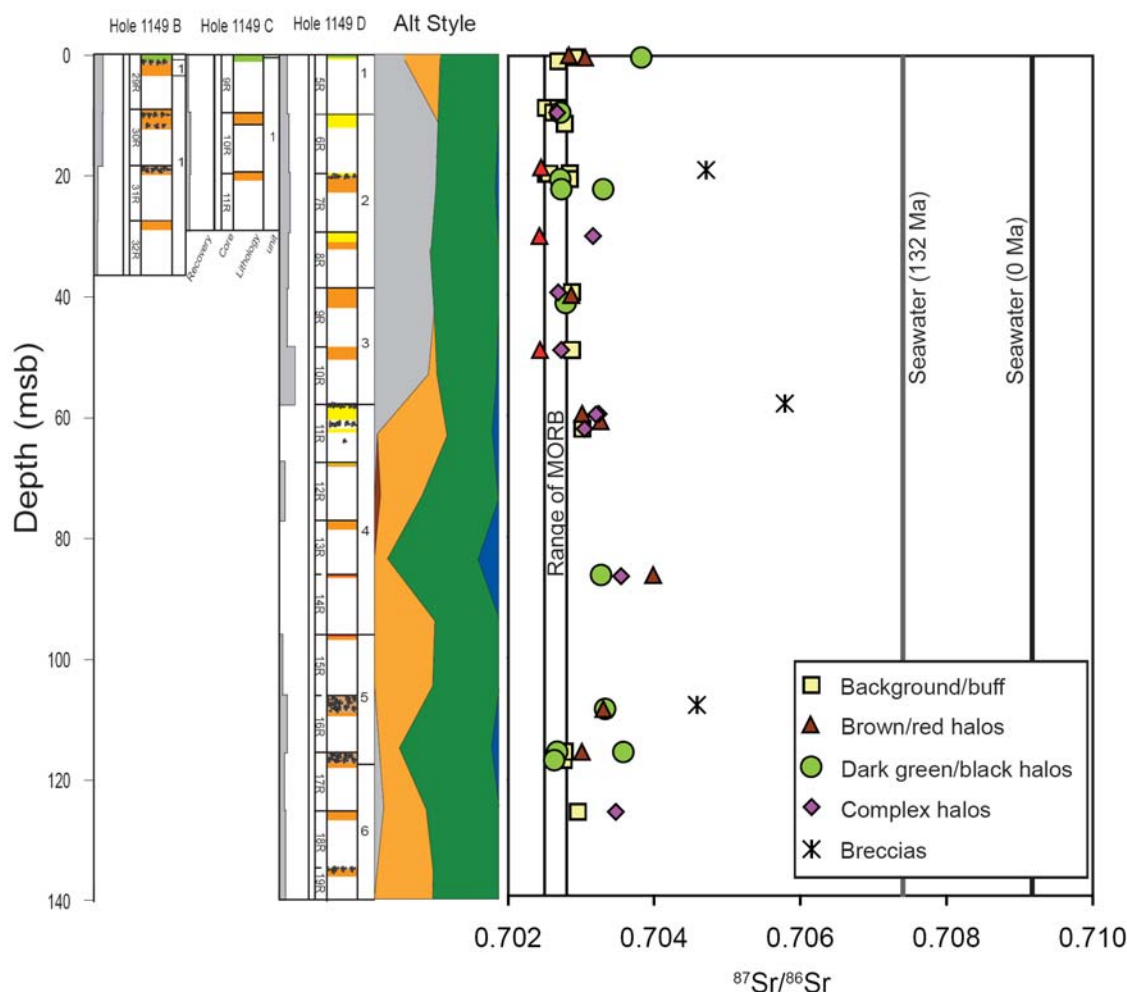 Hole 1149 B
Hole 1149 C
Hole 1149 D
Alt Style
Depth (msb)
0
20
40
60
80
100
120
140
29R
30R
31R
32R
1
1
9R
10R
11R
1
Recovery
Core
Lithology
unit
5R
6R
7R
8R
9R
10R
11R
12R
13R
14R
15R
16R
17R
18R
19R
1
2
3
4
5
6
Range of MORB
Seawater (132 Ma)
Seawater (0 Ma)
Background/buff
Brown/red halos
Dark green/black halos
Complex halos
Breccias
0.702
0.704
0.706
0.708
0.710
⁸⁷Sr/⁸⁶Sr